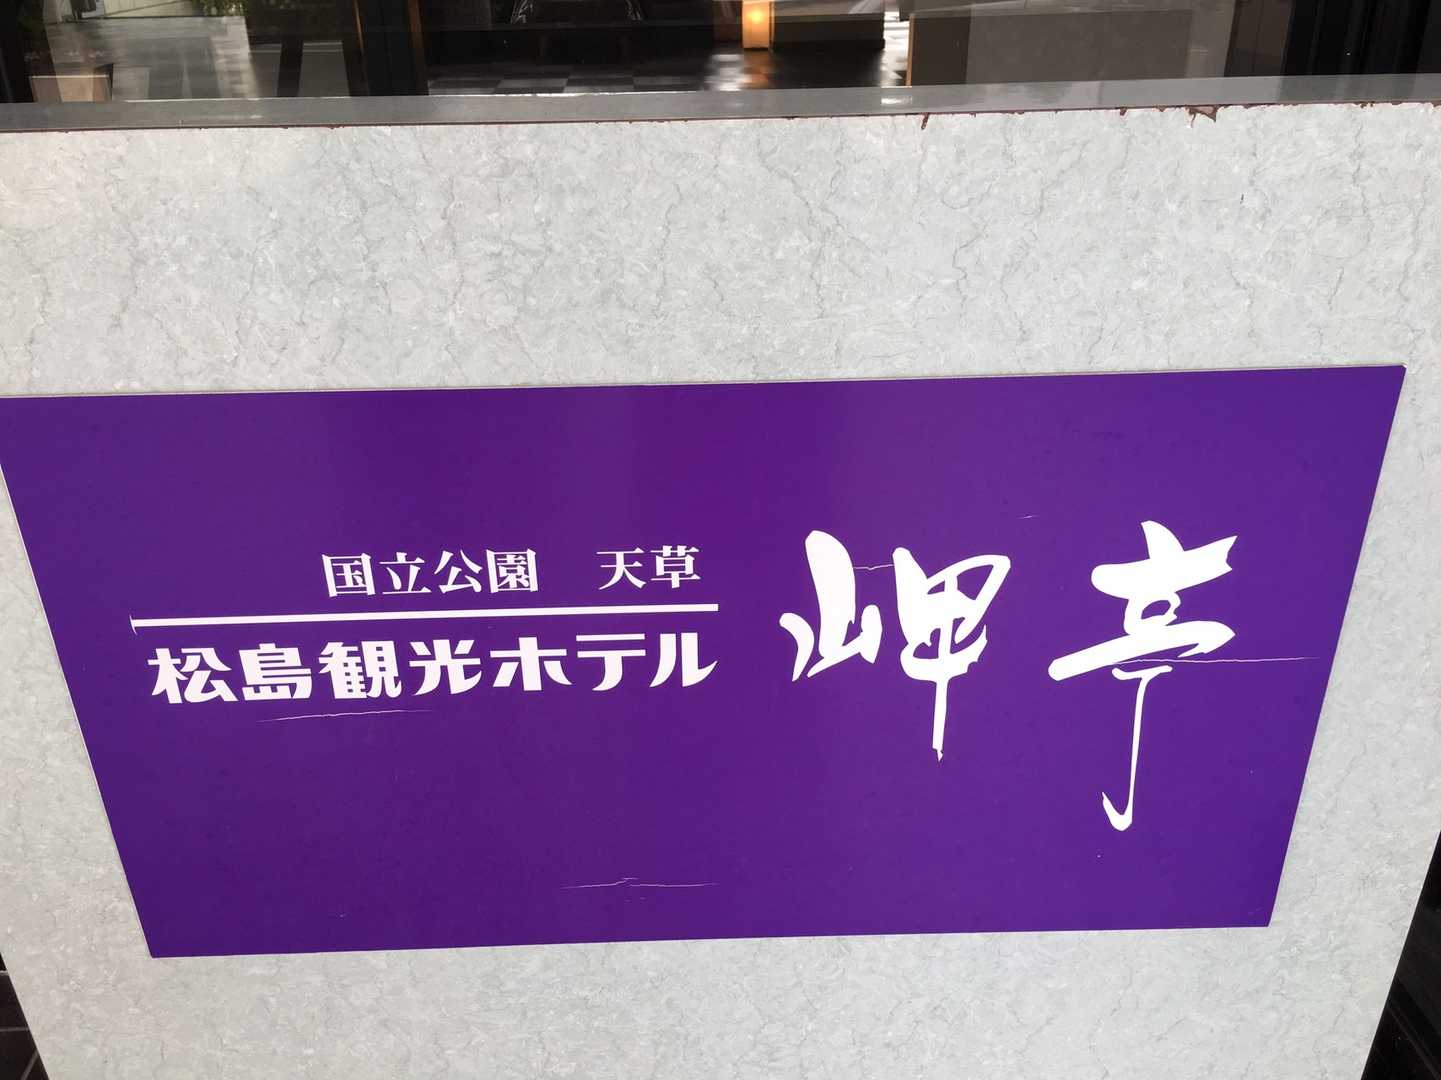 国立公園　天草
松島観光ホテル
岬亭